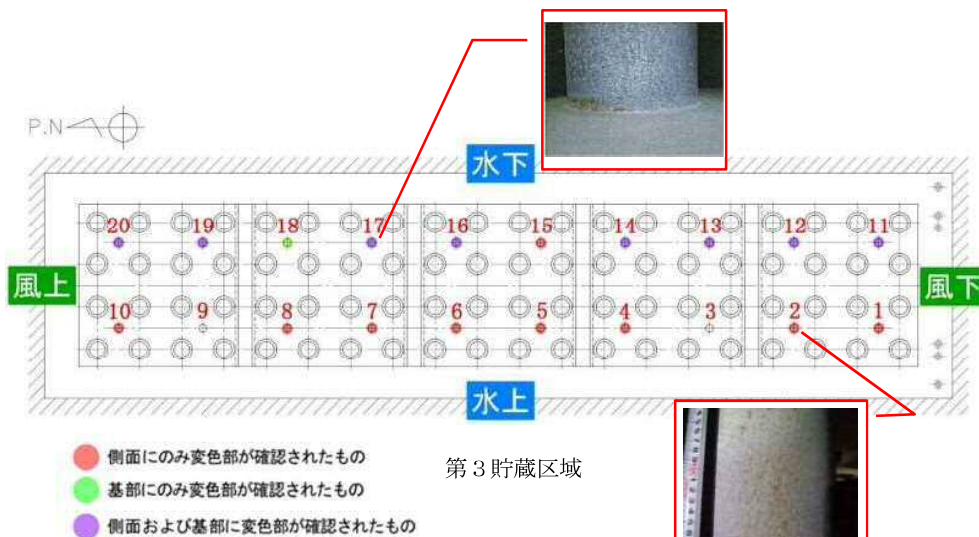 P.N
水下
20 19 18 17 16 15 14 13 12 11
風上
風下
10 9 8 7 6 5 4 3 2 1
水上
側面にのみ変色部が確認されたもの
第3貯蔵区域
基部にのみ変色部が確認されたもの
側面および基部に変色部が確認されたもの